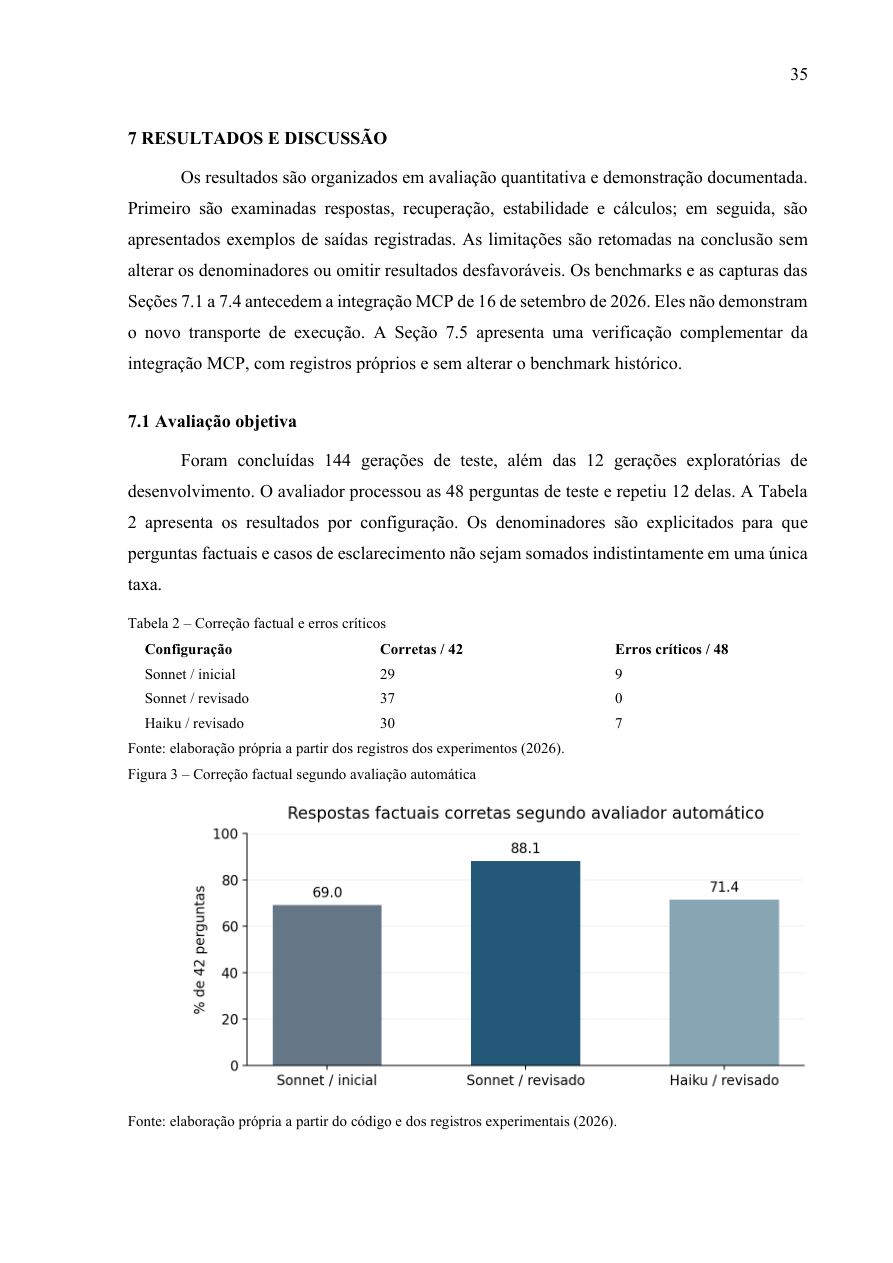 35
7 RESULTADOS E DISCUSSÃO
Os resultados são organizados em avaliação quantitativa e demonstração documentada.
Primeiro são examinadas respostas, recuperação, estabilidade e cálculos; em seguida, são
apresentados exemplos de saídas registradas. As limitações são retomadas na conclusão sem
alterar os denominadores ou omitir resultados desfavoráveis. Os benchmarks e as capturas das
Seções 7.1 a 7.4 antecedem a integração MCP de 16 de setembro de 2026. Eles não demonstram
o novo transporte de execução. A Seção 7.5 apresenta uma verificação complementar da
integração MCP, com registros próprios e sem alterar o benchmark histórico.
7.1 Avaliação objetiva
Foram concluídas 144 gerações de teste, além das 12 gerações exploratórias de
desenvolvimento. O avaliador processou as 48 perguntas de teste e repetiu 12 delas. A Tabela
2 apresenta os resultados por configuração. Os denominadores são explicitados para que
perguntas factuais e casos de esclarecimento não sejam somados indistintamente em uma única
taxa.
Tabela 2 – Correção factual e erros críticos
Configuração Corretas / 42 Erros críticos / 48
Sonnet / inicial 29 9
Sonnet / revisado 37 0
Haiku / revisado 30 7
Fonte: elaboração própria a partir dos registros dos experimentos (2026).
Figura 3 – Correção factual segundo avaliação automática
Respostas factuais corretas segundo avaliador automático
% de 42 perguntas
100
80
60
40
20
0
69.0
88.1
71.4
Sonnet / inicial
Sonnet / revisado
Haiku / revisado
Fonte: elaboração própria a partir do código e dos registros experimentais (2026).